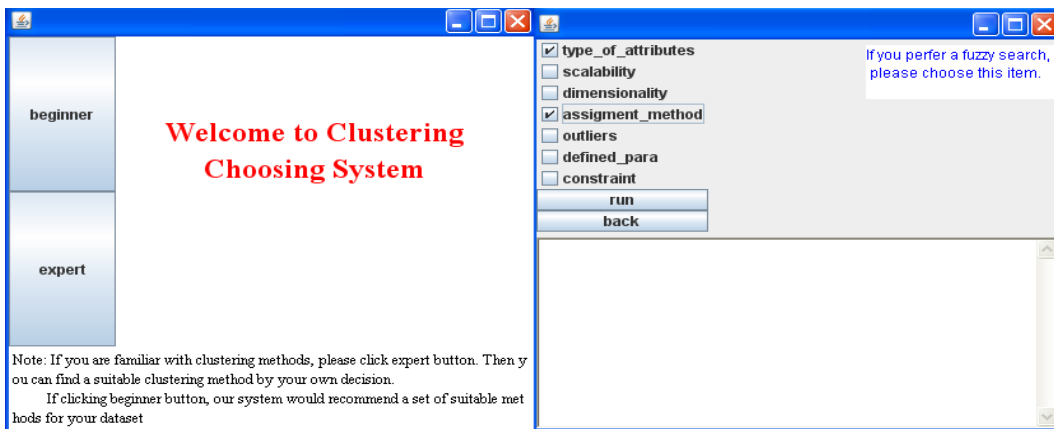 beginner
Welcome to Clustering
Choosing System
expert
Note: If you are familiar with clustering methods, please click expert button. Then y
ou can find a suitable clustering method by your own decision.
If clicking beginner button, our system would recommend a set of suitable met
hods for your dataset
type_of_attributes
scalability
dimensionality
assigment_method
outliers
defined_para
constraint
run
back
If you perfer a fuzzy search,
please choose this item.